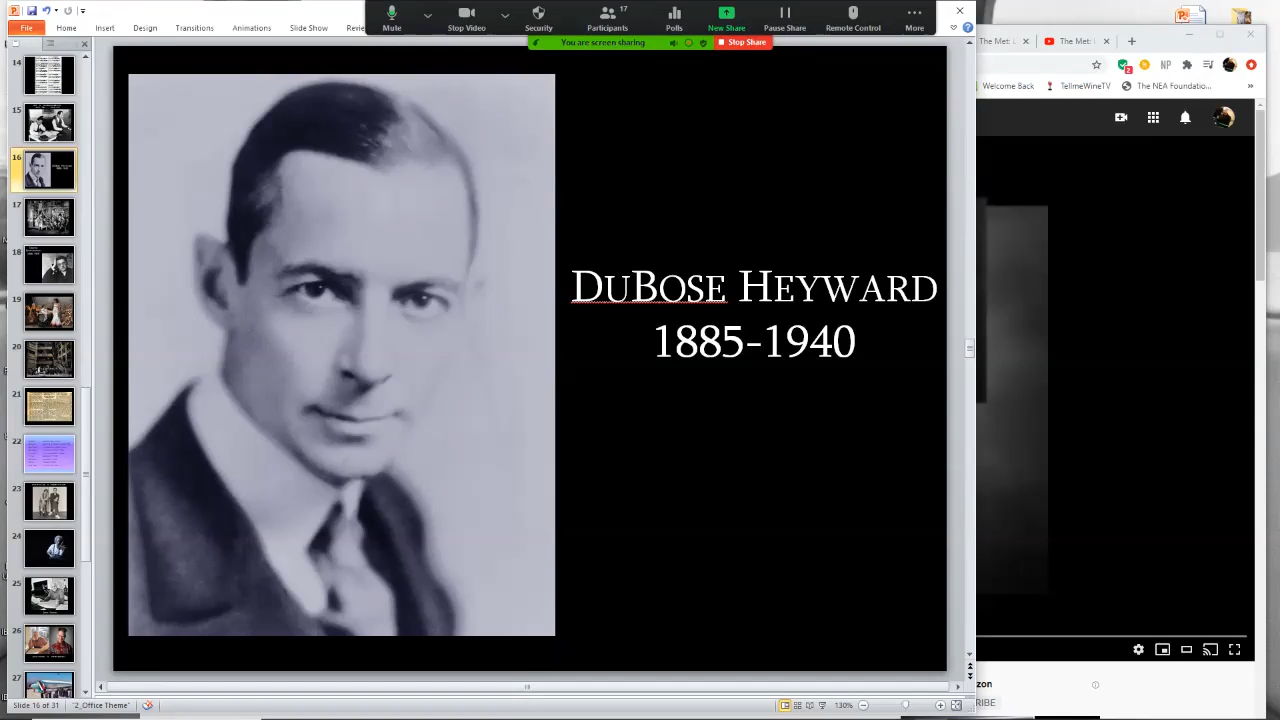 File
Home
Insert
Design
Transitions
Animations
Slide Show
Mute
Stop Video
Security
Participants
17
Polls
New Share
Pause Share
Remote Control
More
You are screen sharing
Stop Share
The Met
The Met
Welcome Back
TellmeWineTV
The NEA Foundatio...
NP
2
14
15
16
17
18
19
20
21
22
23
24
25
26
27
DuBose Heyward
1885-1940
Slide 16 of 31
"2_Office Theme"
130%